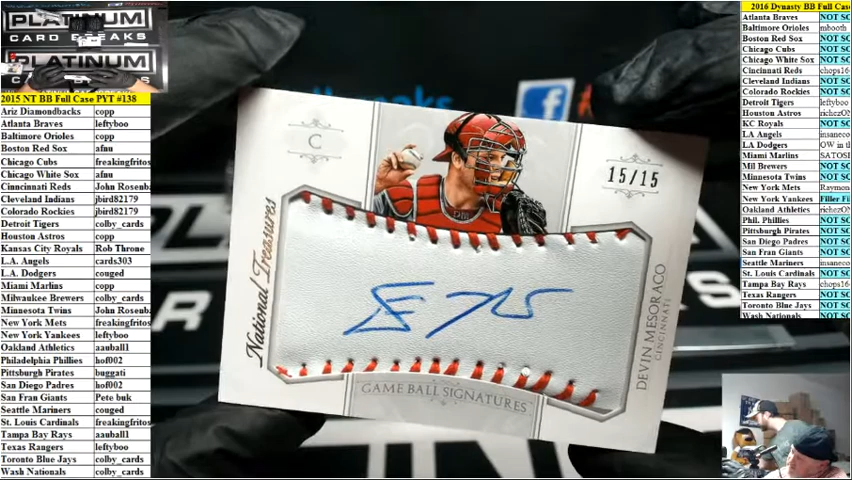 PLATINUM
CARD BREAKS
PLATINUM
2015 NT BB Full Case PYT #138
Ariz Diamondbacks copp
Atlanta Braves leftyboo
Baltimore Orioles copp
Boston Red Sox afnu
Chicago Cubs freakingfritos
Chicago White Sox afnu
Cinncinnati Reds John Rosenb
Cleveland Indians jbird82179
Colorado Rockies jbird82179
Detroit Tigers colby_cards
Houston Astros copp
Kansas City Royals Rob Throne
L.A. Angels cards303
L.A. Dodgers couged
Miami Marlins copp
Milwaukee Brewers colby_cards
Minnesota Twins John Rosenb
New York Mets freakingfritos
New York Yankees leftyboo
Oakland Athletics aauball1
Philadelphia Phillies hof002
Pittsburgh Pirates buggati
San Diego Padres hof002
San Fran Giants Pete buk
Seattle Mariners couged
St. Louis Cardinals freakingfritos
Tampa Bay Rays aauball1
Texas Rangers leftyboo
Toronto Blue Jays colby_cards
Wash Nationals colby_cards
C
15/15
National Treasures
DEVIN MESORACO
CINCINNATI
GAME BALL SIGNATURES
2016 Dynasty BB Full Case
Atlanta Braves NOT SO
Baltimore Orioles mbooth
Boston Red Sox NOT SO
Chicago Cubs NOT SO
Chicago White Sox NOT SO
Cincinnati Reds chops16
Cleveland Indians NOT SO
Colorado Rockies NOT SO
Detroit Tigers leftyboo
Houston Astros
KC Royals NOT SO
LA Angels insaneco
LA Dodgers OW in th
Miami Marlins SATOSH
Mil Brewers NOT SO
Minnesota Twins NOT SO
New York Mets Raymon
New York Yankees Filler Fi
Oakland Athletics
Phil. Phillies NOT SO
Pittsburgh Pirates NOT SO
San Diego Padres NOT SO
San Fran Giants NOT SO
Seattle Mariners insaneco
St. Louis Cardinals NOT SO
Tampa Bay Rays chops16
Texas Rangers NOT SO
Toronto Blue Jays NOT SO
Wash Nationals NOT SO